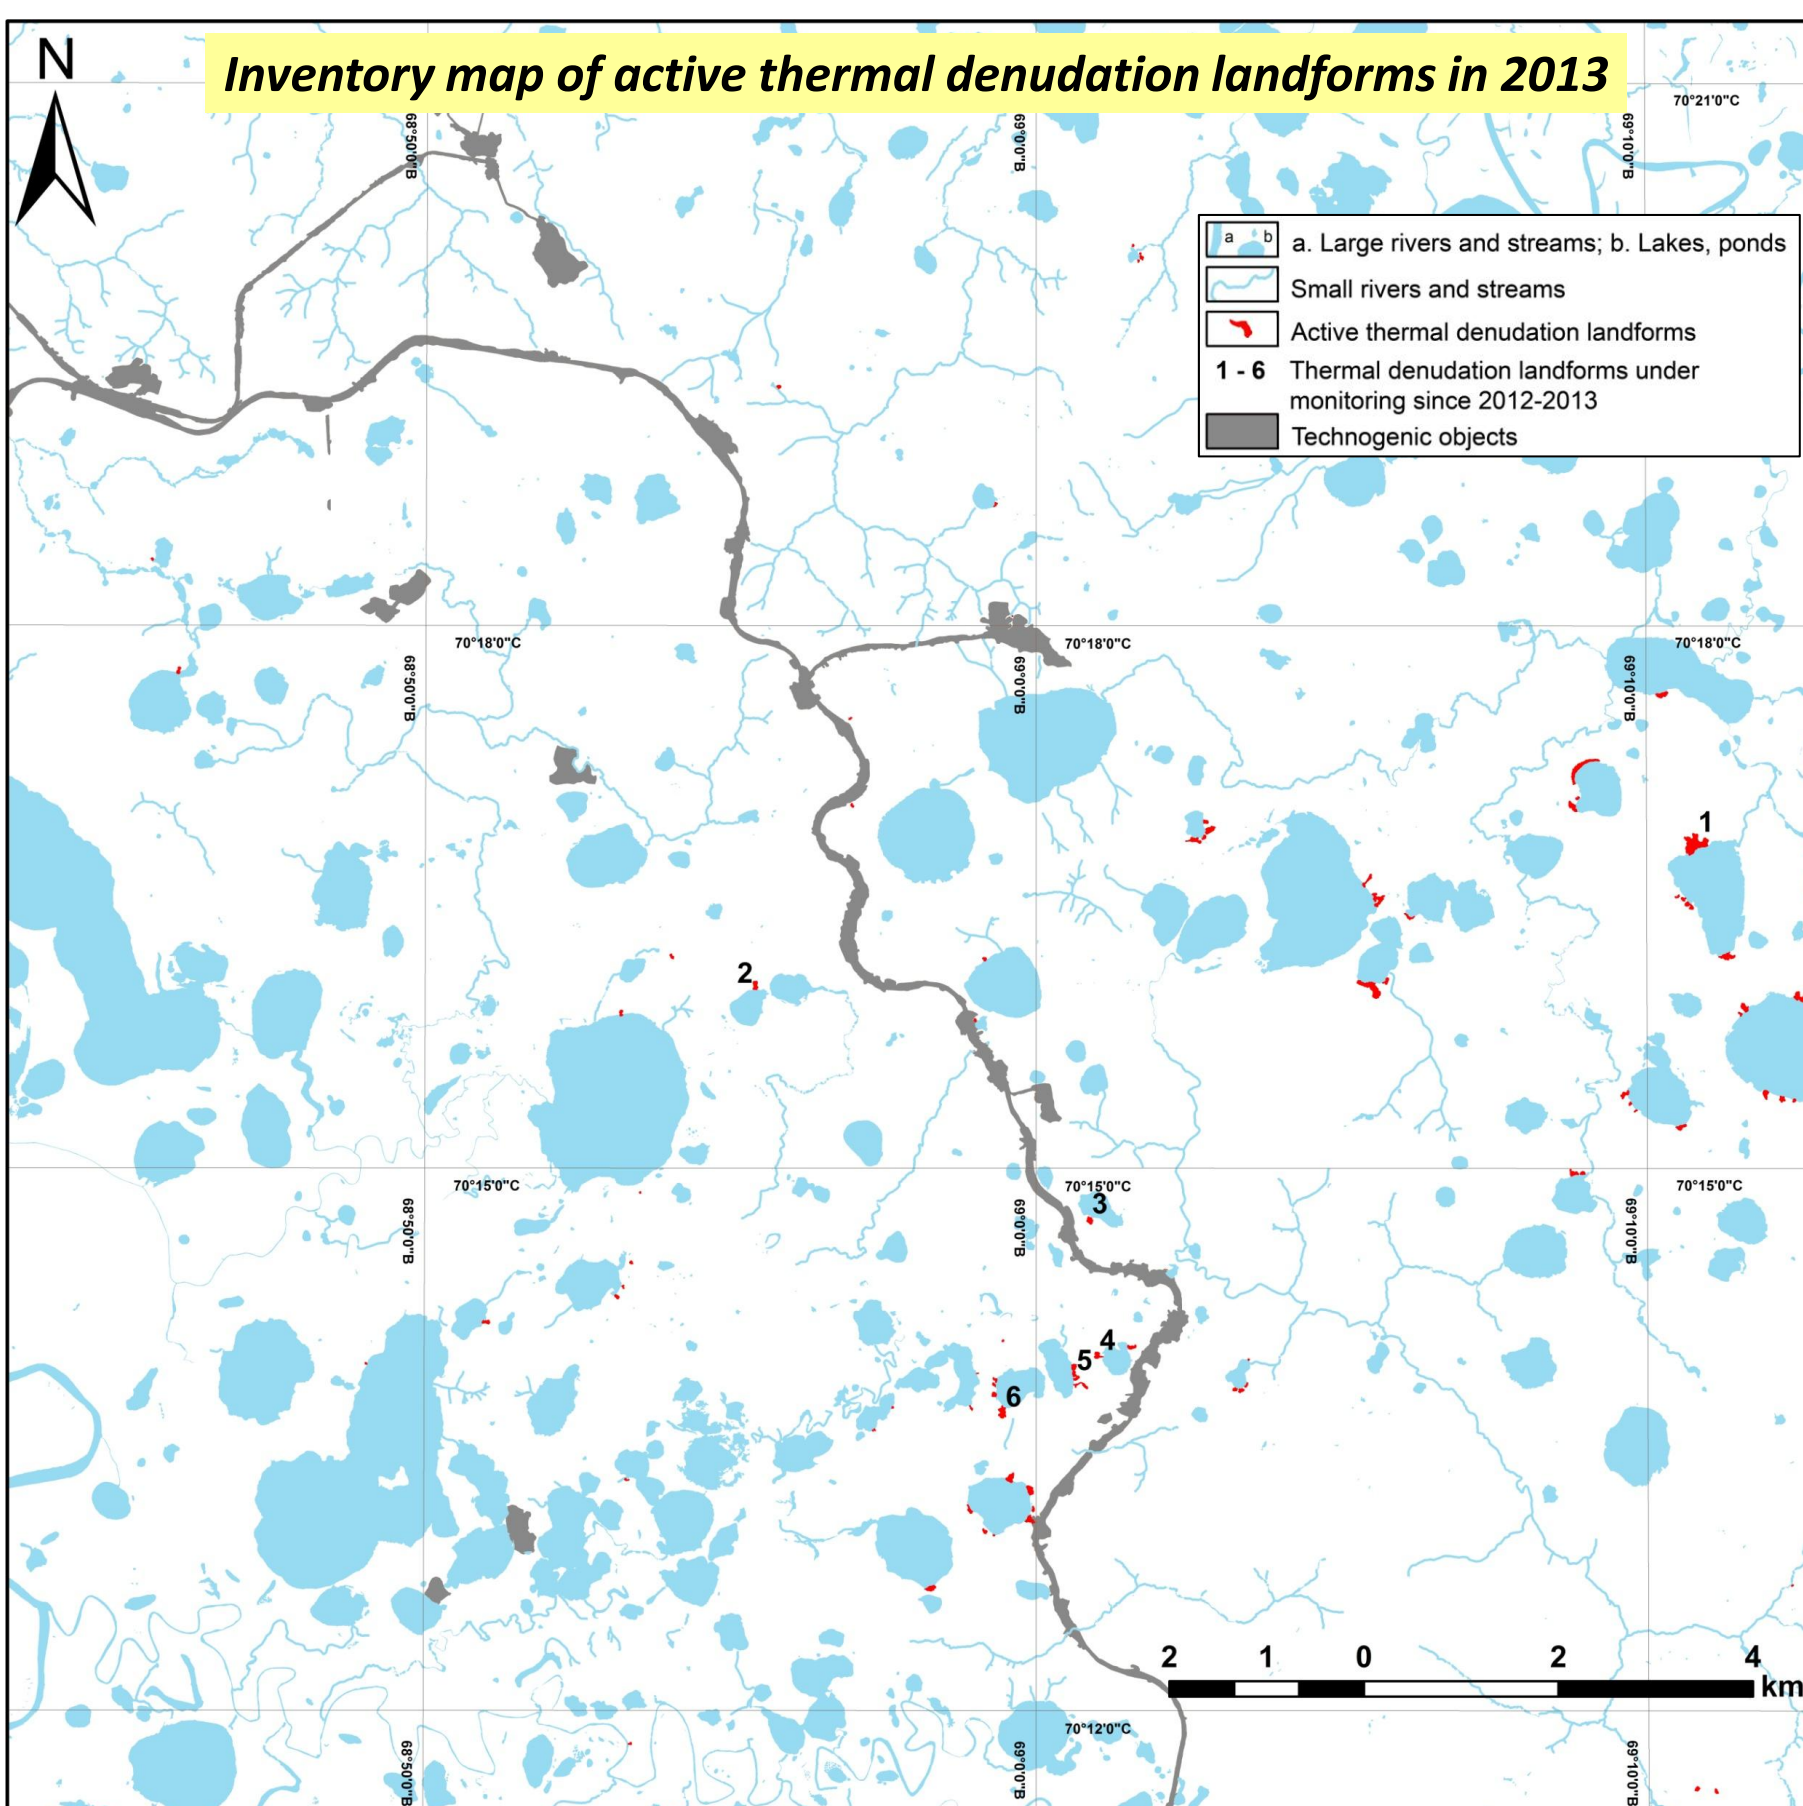 Inventory map of active thermal denudation landforms in 2013
N
70°21'0"С
68°50'0"В
69°0'0"В
69°10'0"В
a b
a. Large rivers and streams; b. Lakes, ponds
Small rivers and streams
Active thermal denudation landforms
1 - 6 Thermal denudation landforms under
monitoring since 2012-2013
Technogenic objects
70°18'0"С
70°18'0"С
70°18'0"С
68°50'0"В
69°0'0"В
69°10'0"В
1
2
70°15'0"С
70°15'0"С
70°15'0"С
3
68°50'0"В
69°0'0"В
69°10'0"В
4
5
6
2 1 0 2 4
km
70°12'0"С
68°50'0"В
69°0'0"В
69°10'0"В